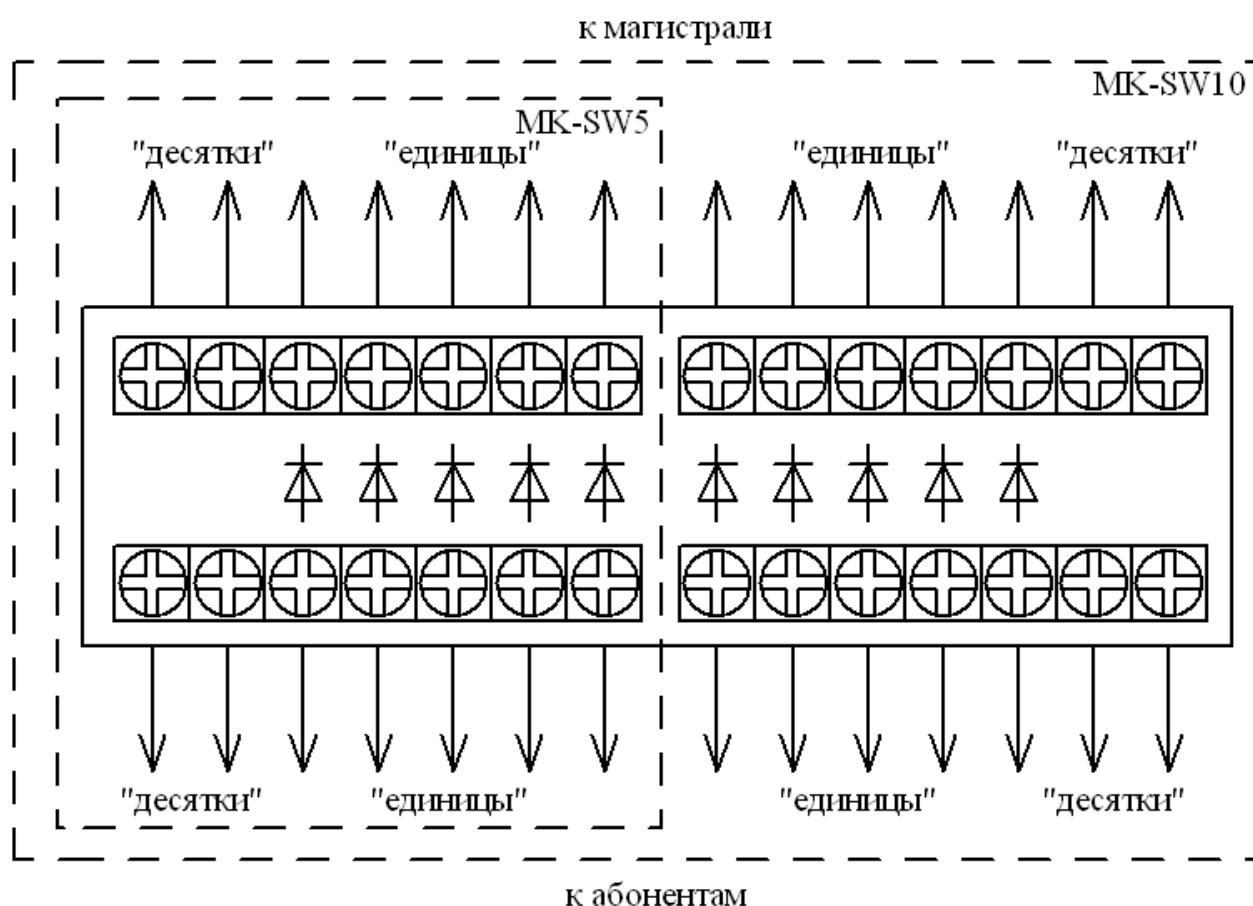 к магистрали
MK-SW10
MK-SW5
"десятки" "единицы" "единицы" "десятки"
"десятки" "единицы" "единицы" "десятки"
к абонентам